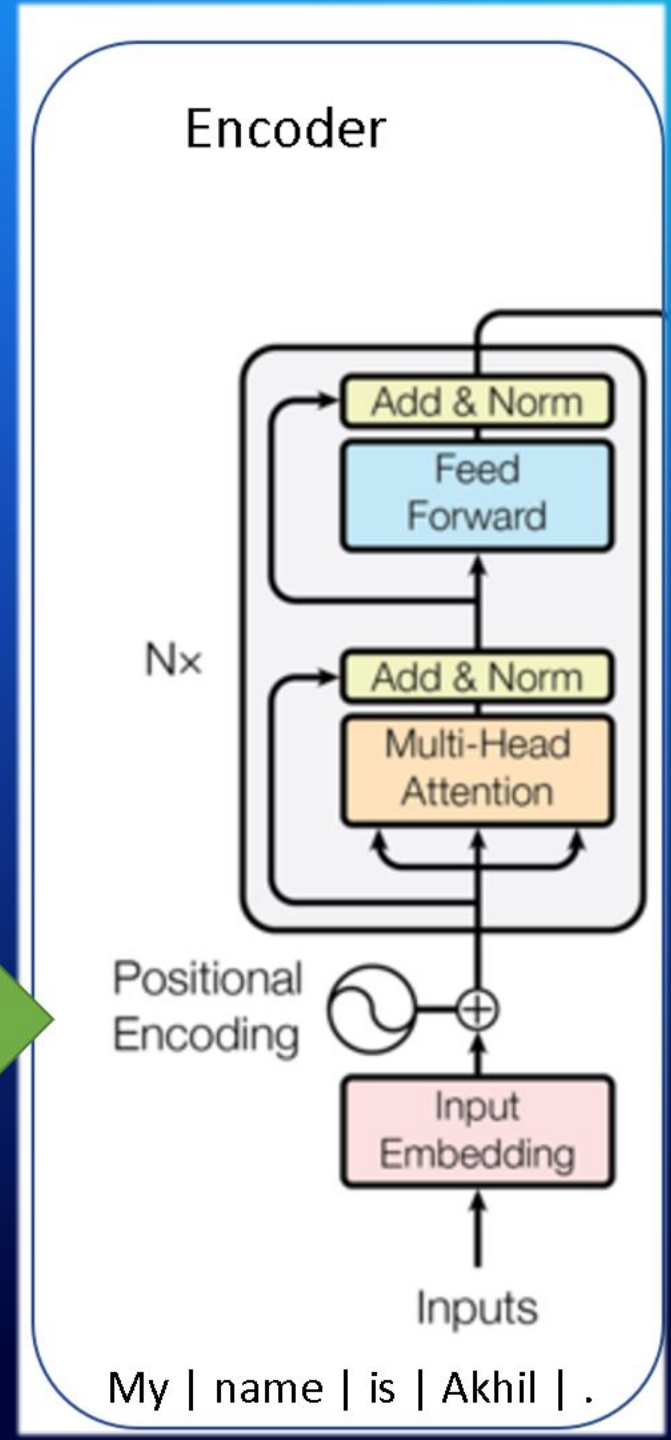 Encoder
Add & Norm
Feed
Forward
Nx
Add & Norm
Multi-Head
Attention
Positional
Encoding
Input
Embedding
Inputs
My | name | is | Akhil | .